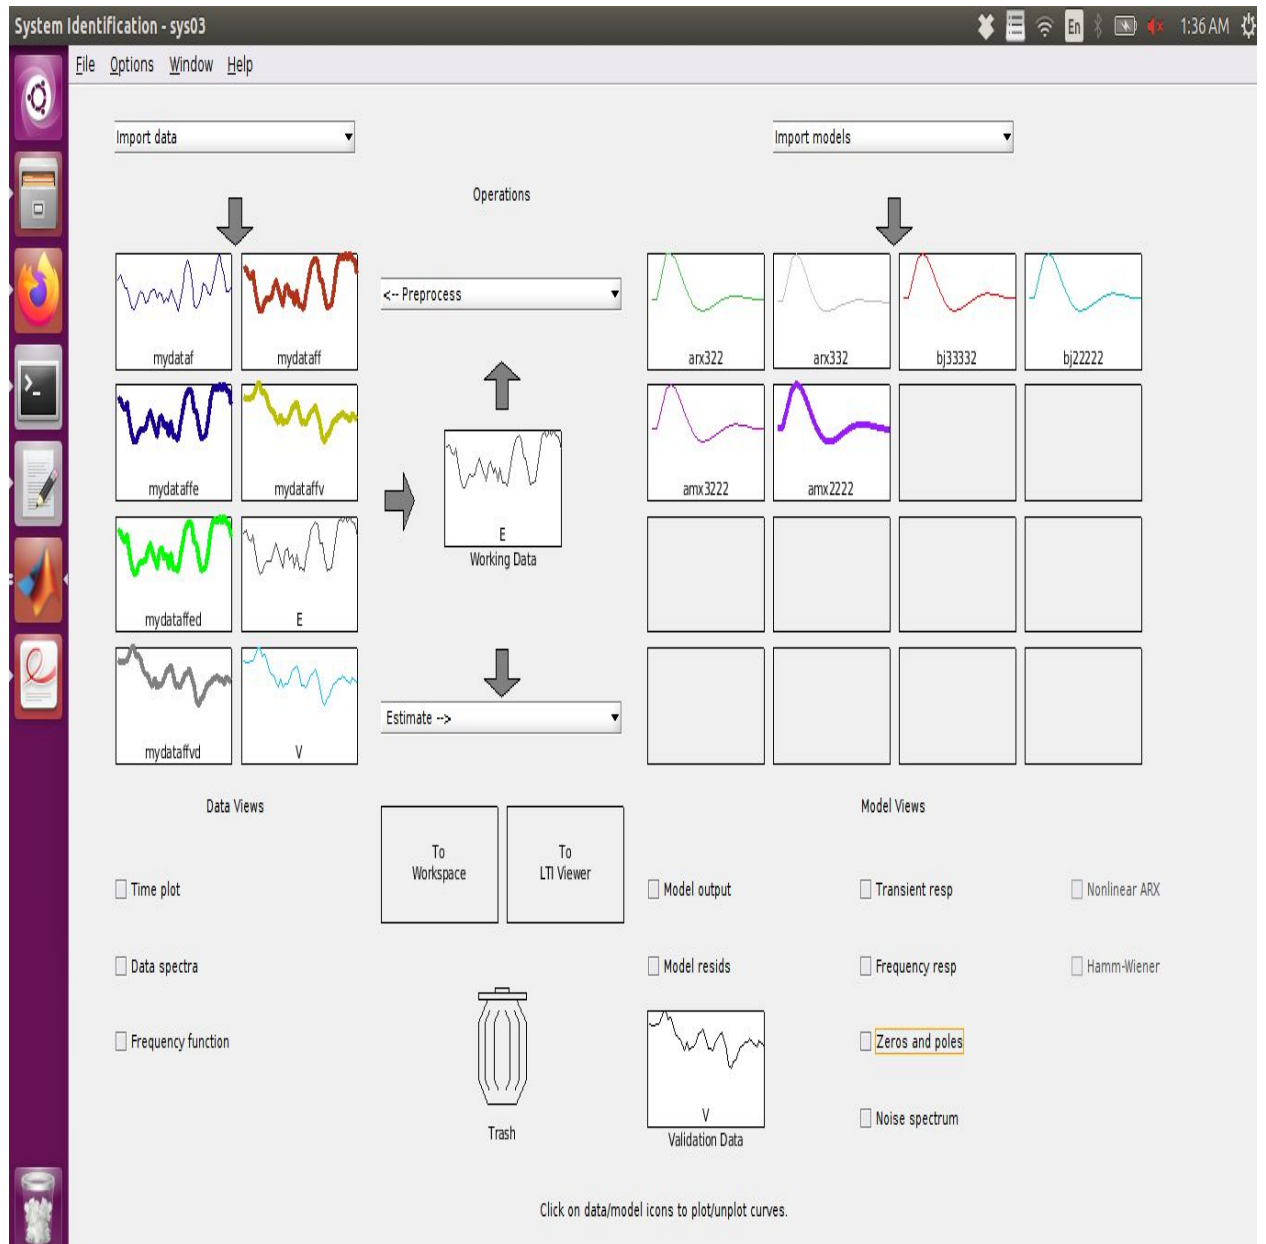 System Identification - sys03
En
1:36 AM
File Options Window Help
Import data
Import models
Operations
<-- Preprocess
mydataf
mydataff
arx322
arx332
bj33332
bj22222
mydataffe
mydataffv
amx3222
amx2222
E
Working Data
mydataffed
E
Estimate -->
mydataffvd
V
Data Views
Model Views
To
Workspace
To
LTI Viewer
Time plot
Model output
Transient resp
Nonlinear ARX
Data spectra
Model resids
Frequency resp
Hamm-Wiener
Frequency function
Zeros and poles
V
Validation Data
Noise spectrum
Trash
Click on data/model icons to plot/unplot curves.